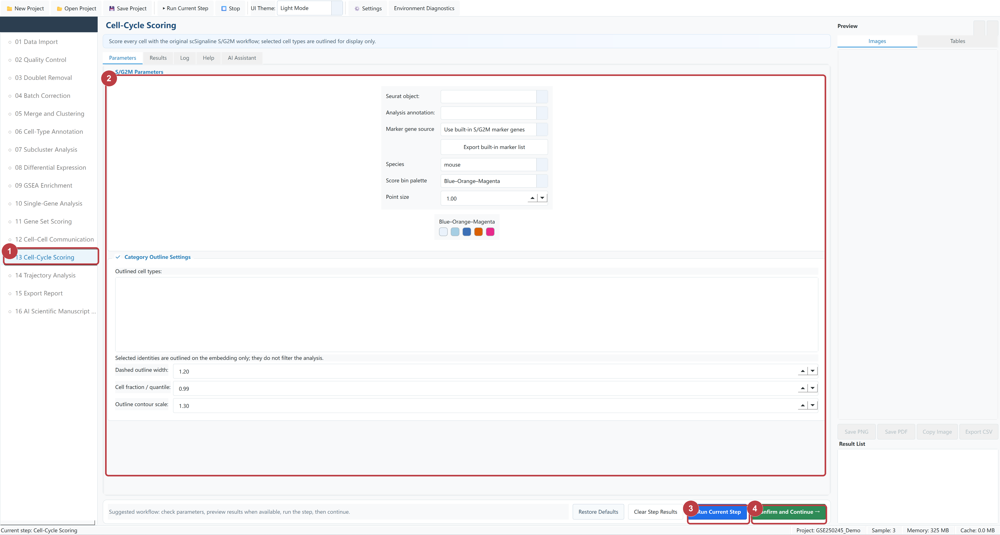 New Project Open Project Save Project Run Current Step Stop UI Theme: Light Mode Settings Environment Diagnostics
Cell-Cycle Scoring
Score every cell with the original scSignaline S/G2M workflow; selected cell types are outlined for display only.
Parameters Results Log Help AI Assistant
01 Data Import
02 Quality Control
03 Doublet Removal
04 Batch Correction
05 Merge and Clustering
06 Cell-Type Annotation
07 Subcluster Analysis
08 Differential Expression
09 GSEA Enrichment
10 Single-Gene Analysis
11 Gene Set Scoring
12 Cell–Cell Communication
1
13 Cell-Cycle Scoring
14 Trajectory Analysis
15 Export Report
16 AI Scientific Manuscript ...
S/G2M Parameters
2
Seurat object:
Analysis annotation:
Marker gene source Use built-in S/G2M marker genes
Export built-in marker list
Species mouse
Score bin palette Blue–Orange–Magenta
Point size 1.00
Blue–Orange–Magenta
Category Outline Settings
Outlined cell types:
Selected identities are outlined on the embedding only; they do not filter the analysis.
Dashed outline width: 1.20
Cell fraction / quantile: 0.99
Outline contour scale: 1.30
Suggested workflow: check parameters, preview results when available, run the step, then continue.
Restore Defaults Clear Step Results 3 Run Current Step 4 nfirm and Continue →
Preview
Images Tables
Save PNG Save PDF Copy Image Export CSV
Result List
Current step: Cell-Cycle Scoring Project: GSE250245_Demo Sample: 3 Memory: 325 MB Cache: 0.0 MB